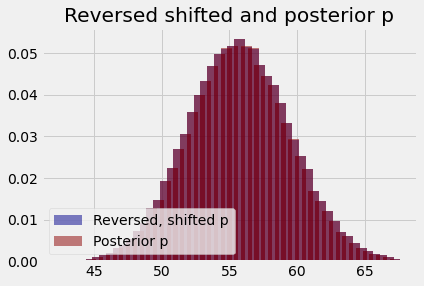 Reversed shifted and posterior p
0.05
0.04
0.03
0.02
0.01
0.00
Reversed, shifted p
Posterior p
45 50 55 60 65